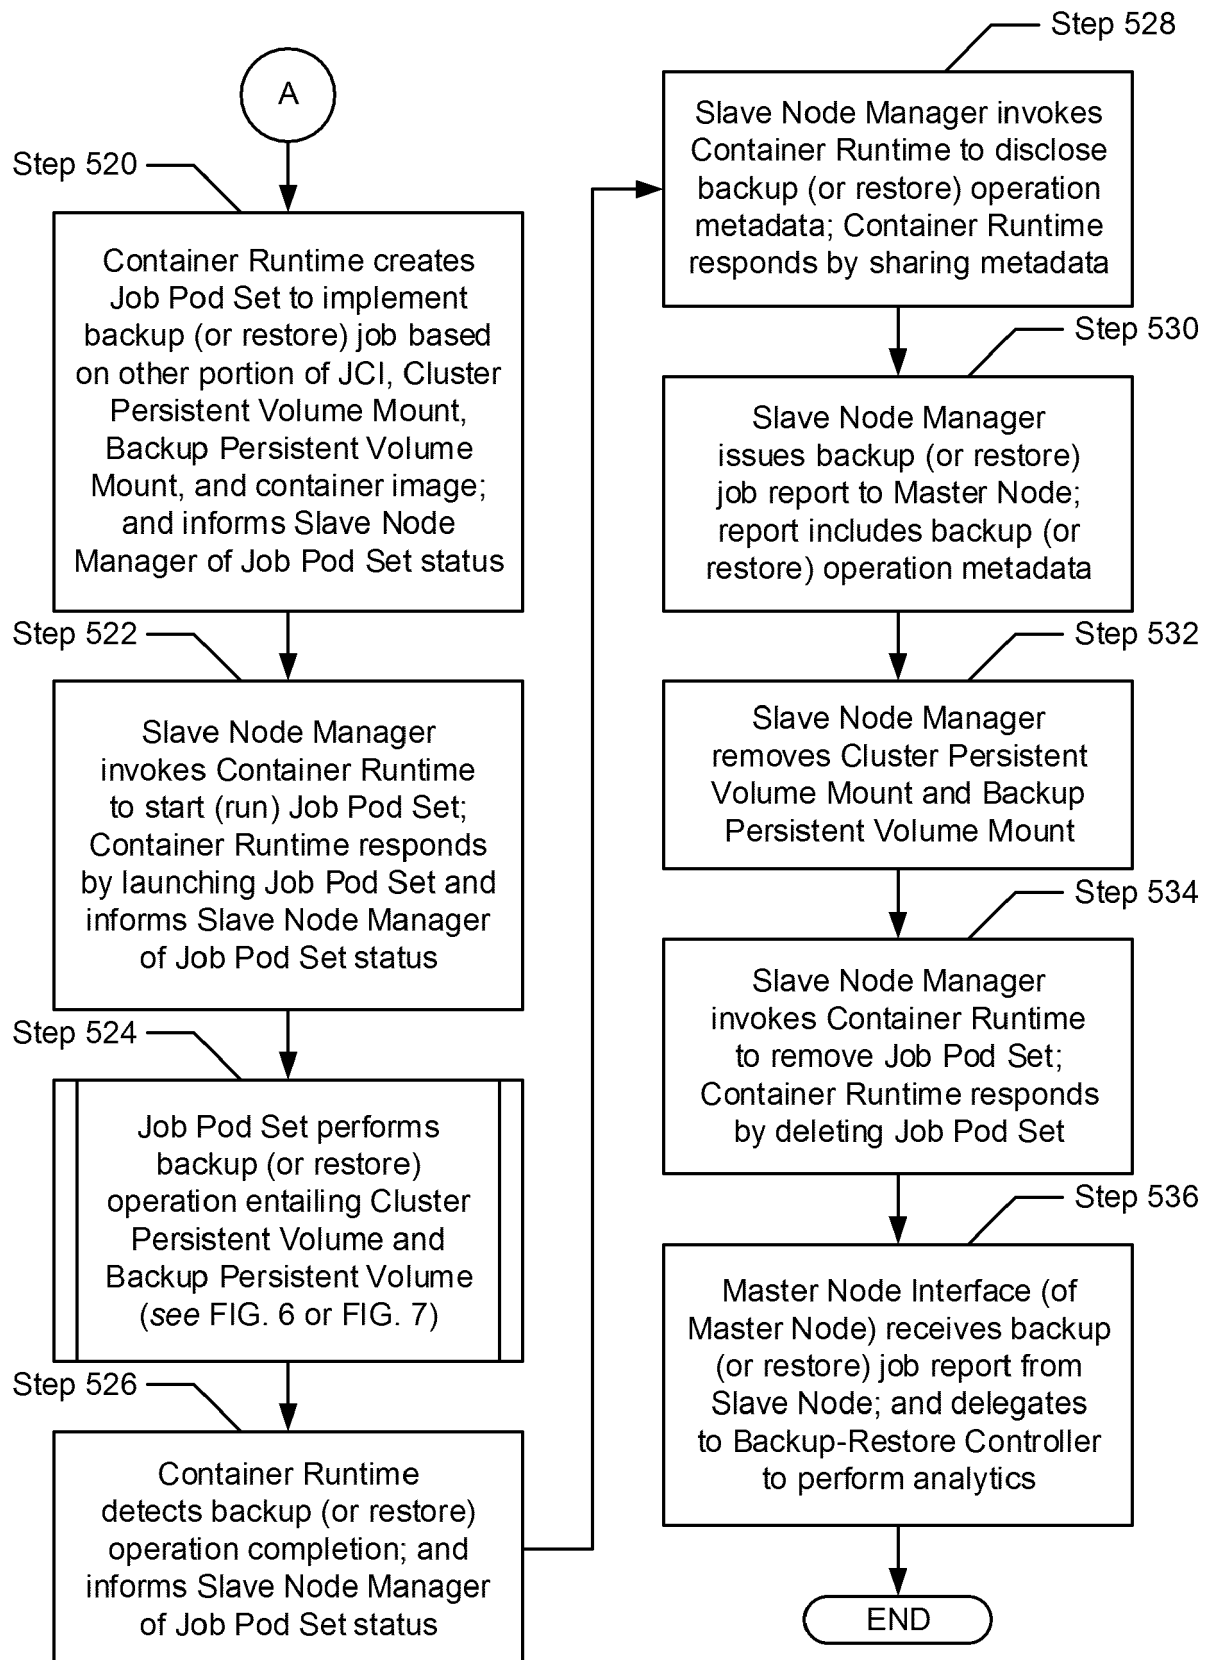 A
Step 520
Container Runtime creates
Job Pod Set to implement
backup (or restore) job based
on other portion of JCI, Cluster
Persistent Volume Mount,
Backup Persistent Volume
Mount, and container image;
and informs Slave Node
Manager of Job Pod Set status
Step 522
Slave Node Manager
invokes Container Runtime
to start (run) Job Pod Set;
Container Runtime responds
by launching Job Pod Set and
informs Slave Node Manager
of Job Pod Set status
Step 524
Job Pod Set performs
backup (or restore)
operation entailing Cluster
Persistent Volume and
Backup Persistent Volume
(see FIG. 6 or FIG. 7)
Step 526
Container Runtime
detects backup (or restore)
operation completion; and
informs Slave Node Manager
of Job Pod Set status
Step 528
Slave Node Manager invokes
Container Runtime to disclose
backup (or restore) operation
metadata; Container Runtime
responds by sharing metadata
Step 530
Slave Node Manager
issues backup (or restore)
job report to Master Node;
report includes backup (or
restore) operation metadata
Step 532
Slave Node Manager
removes Cluster Persistent
Volume Mount and Backup
Persistent Volume Mount
Step 534
Slave Node Manager
invokes Container Runtime
to remove Job Pod Set;
Container Runtime responds
by deleting Job Pod Set
Step 536
Master Node Interface (of
Master Node) receives backup
(or restore) job report from
Slave Node; and delegates
to Backup-Restore Controller
to perform analytics
END